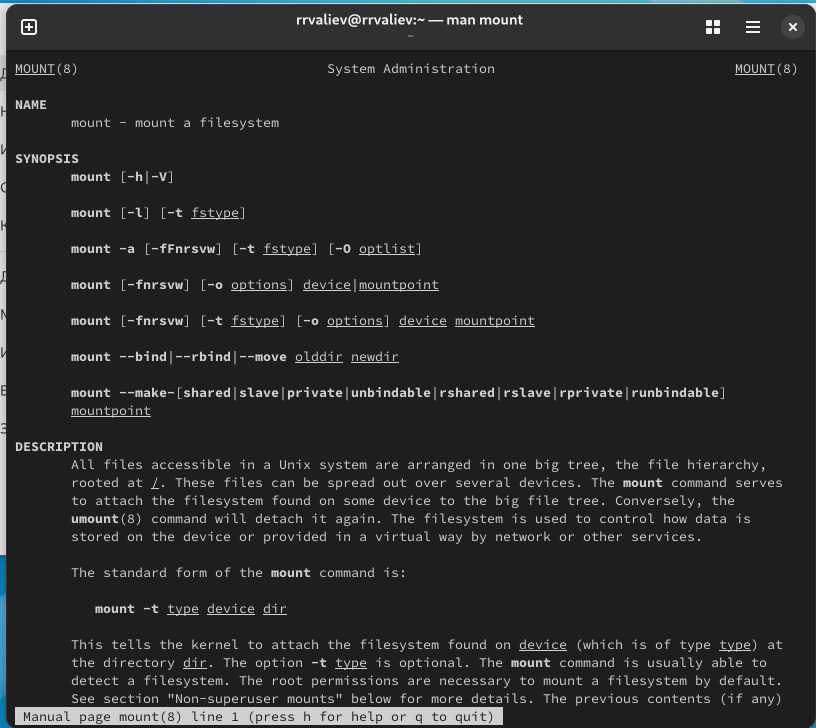 rrvaliev@rrvaliev:~ — man mount
~
MOUNT(8) System Administration MOUNT(8)
NAME
mount - mount a filesystem
SYNOPSIS
mount [-h|-V]
mount [-l] [-t fstype]
mount -a [-fFnrsvw] [-t fstype] [-O optlist]
mount [-fnrsvw] [-o options] device|mountpoint
mount [-fnrsvw] [-t fstype] [-o options] device mountpoint
mount --bind|--rbind|--move olddir newdir
mount --make-[shared|slave|private|unbindable|rshared|rslave|rprivate|runbindable]
mountpoint
DESCRIPTION
All files accessible in a Unix system are arranged in one big tree, the file hierarchy,
rooted at /. These files can be spread out over several devices. The mount command serves
to attach the filesystem found on some device to the big file tree. Conversely, the
umount(8) command will detach it again. The filesystem is used to control how data is
stored on the device or provided in a virtual way by network or other services.
The standard form of the mount command is:
mount -t type device dir
This tells the kernel to attach the filesystem found on device (which is of type type) at
the directory dir. The option -t type is optional. The mount command is usually able to
detect a filesystem. The root permissions are necessary to mount a filesystem by default.
See section "Non-superuser mounts" below for more details. The previous contents (if any)
Manual page mount(8) line 1 (press h for help or q to quit)